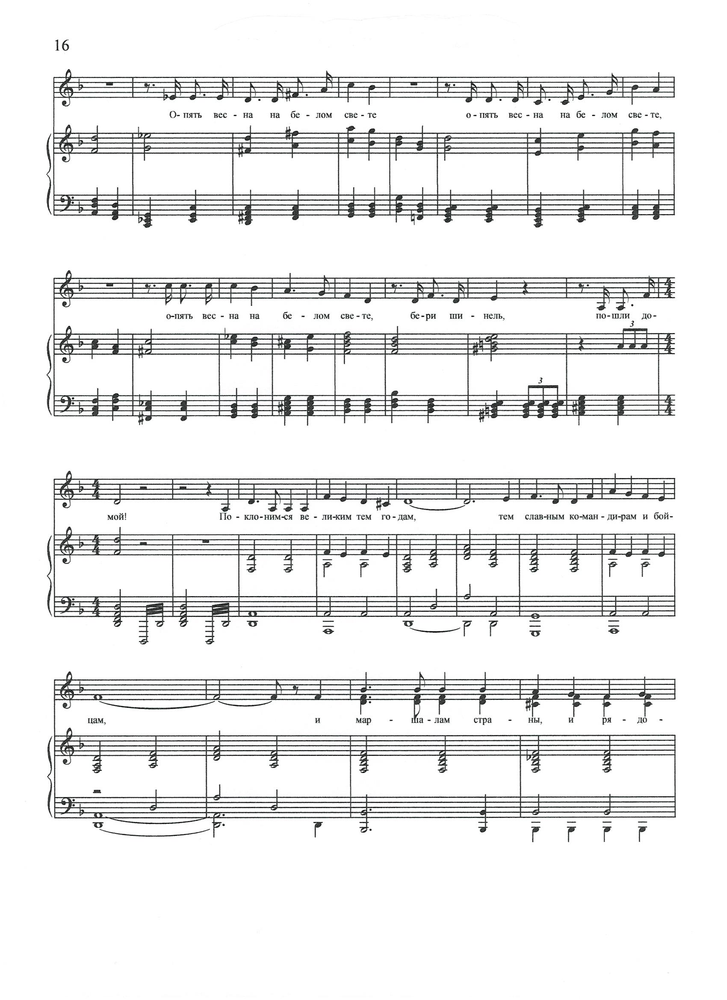 16
О- пять вес - на на бе - лом све - те о - пять вес - на на бе - лом све - те,
о-пять вес - на на бе - лом све - те, бе-ри ши - нель, по-шли до-
3
3
мой! По - кло-ним-ся ве - ли-ким тем го - дам, тем слав-ным ко-ман - ди-рам и бой-
цам, и мар - ша - лам стра - ны, и ря - до -